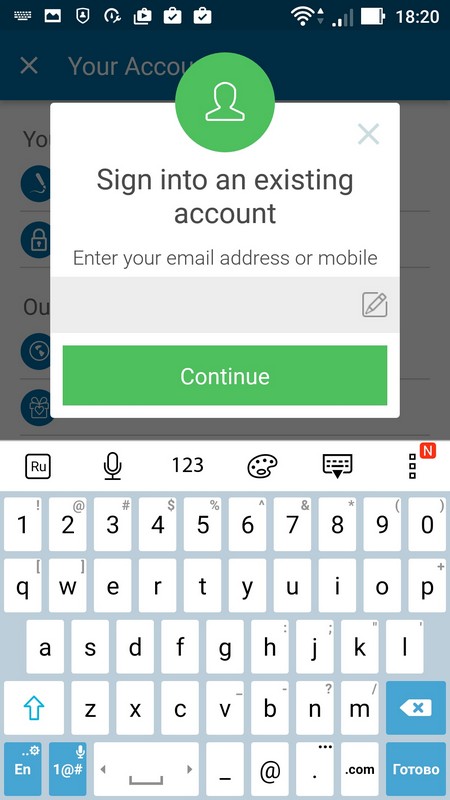 18:20
Your Accou
Sign into an existing
account
Enter your email address or mobile
Continue
You
Ou
Ru
123
N
! @ # $ % ^ & * ( )
1 2 3 4 5 6 7 8 9 0
[ ] +
q w e r t y u i o p
: ; " '
a s d f g h j k l
_ - ? /
z x c v b n m
En 1@# _ @ . .com Готово